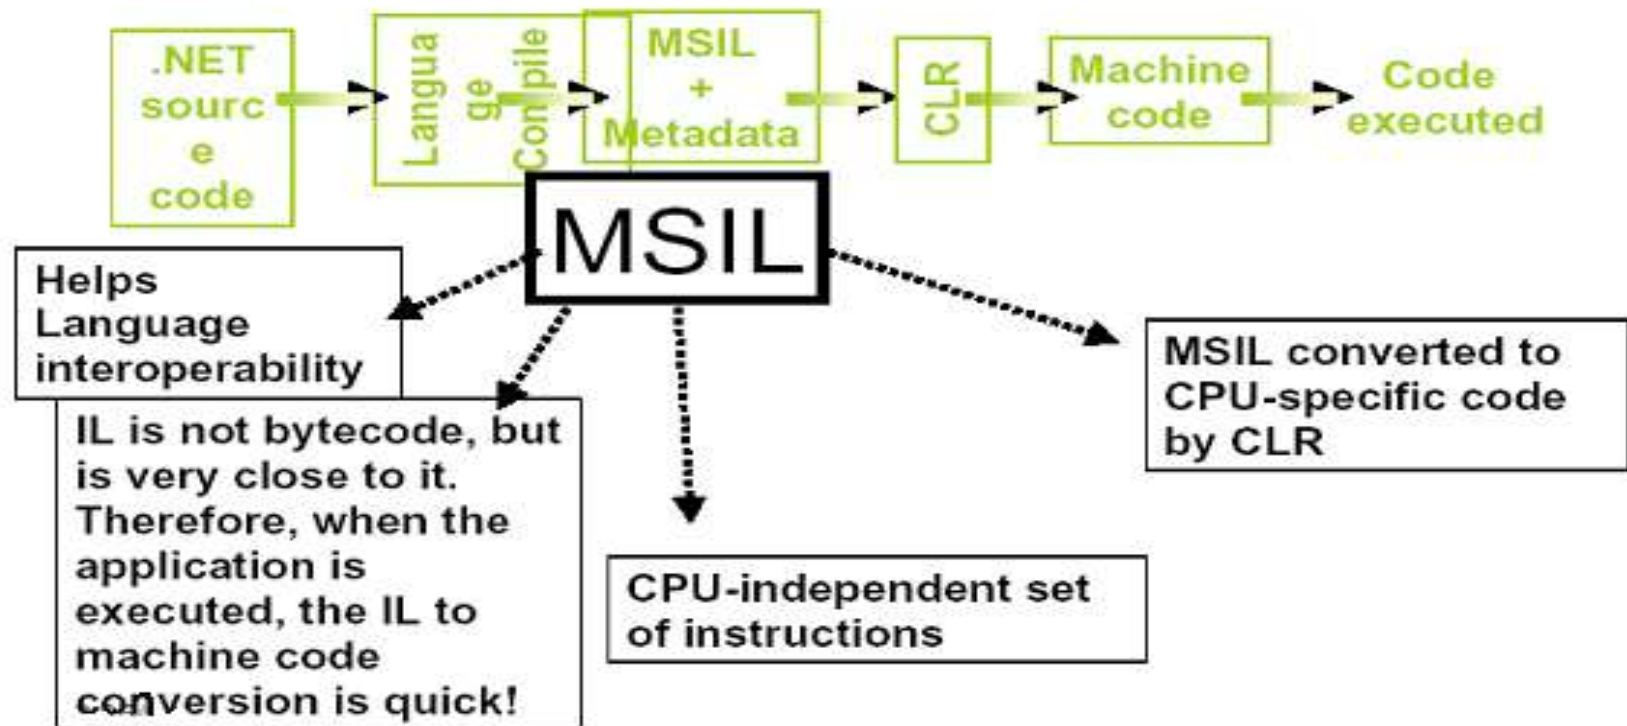 .NET
sourc
e
code
Langua
ge
Compile
MSIL
+
Metadata
CLR
Machine
code
Code
executed
MSIL
Helps
Language
interoperability
IL is not bytecode, but
is very close to it.
Therefore, when the
application is
executed, the IL to
machine code
conversion is quick!
CPU-independent set
of instructions
MSIL converted to
CPU-specific code
by CLR